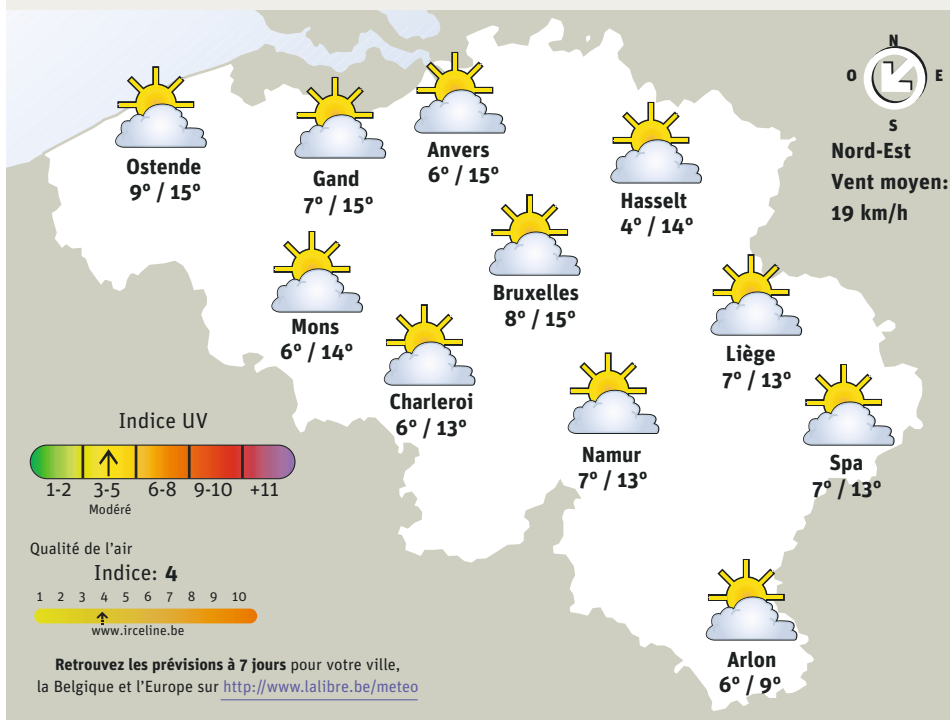 N
O
E
S
Nord-Est
Vent moyen:
19 km/h
Ostende
9° / 15°
Gand
7° / 15°
Anvers
6° / 15°
Hasselt
4° / 14°
Bruxelles
8° / 15°
Mons
6° / 14°
Charleroi
6° / 13°
Liège
7° / 13°
Namur
7° / 13°
Spa
7° / 13°
Arlon
6° / 9°
Indice UV
1-2 3-5 6-8 9-10 +11
Modéré
Qualité de l'air
Indice: 4
1 2 3 4 5 6 7 8 9 10
www.irceline.be
Retrouvez les prévisions à 7 jours pour votre ville,
la Belgique et l'Europe sur http://www.lalibre.be/meteo